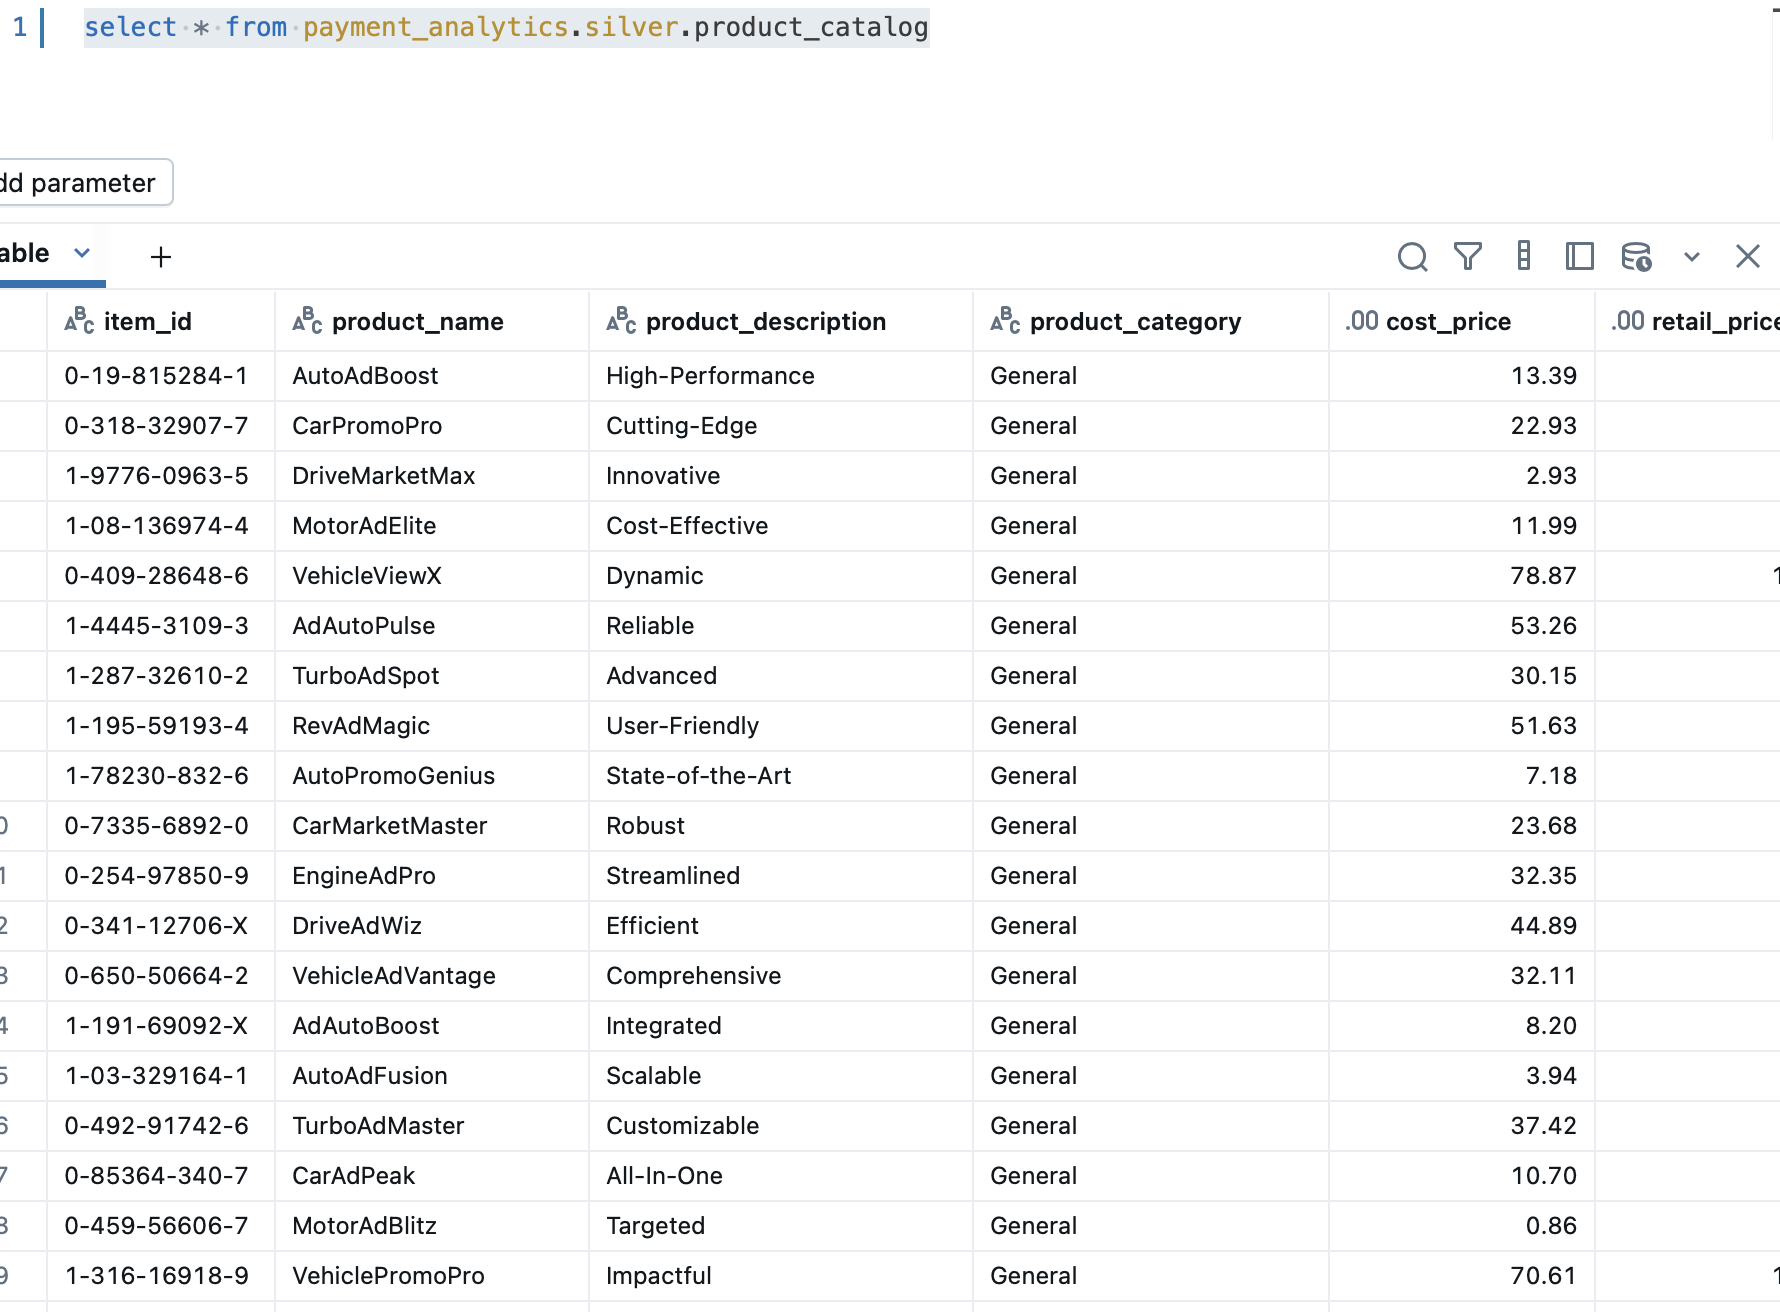 1 select * from payment_analytics.silver.product_catalog
dd parameter
able +
item_id product_name product_description product_category .00 cost_price .00 retail_price
0-19-815284-1 AutoAdBoost High-Performance General 13.39
0-318-32907-7 CarPromoPro Cutting-Edge General 22.93
1-9776-0963-5 DriveMarketMax Innovative General 2.93
1-08-136974-4 MotorAdElite Cost-Effective General 11.99
0-409-28648-6 VehicleViewX Dynamic General 78.87 1
1-4445-3109-3 AdAutoPulse Reliable General 53.26
1-287-32610-2 TurboAdSpot Advanced General 30.15
1-195-59193-4 RevAdMagic User-Friendly General 51.63
1-78230-832-6 AutoPromoGenius State-of-the-Art General 7.18
0 0-7335-6892-0 CarMarketMaster Robust General 23.68
1 0-254-97850-9 EngineAdPro Streamlined General 32.35
2 0-341-12706-X DriveAdWiz Efficient General 44.89
3 0-650-50664-2 VehicleAdVantage Comprehensive General 32.11
4 1-191-69092-X AdAutoBoost Integrated General 8.20
5 1-03-329164-1 AutoAdFusion Scalable General 3.94
6 0-492-91742-6 TurboAdMaster Customizable General 37.42
7 0-85364-340-7 CarAdPeak All-In-One General 10.70
8 0-459-56606-7 MotorAdBlitz Targeted General 0.86
9 1-316-16918-9 VehiclePromoPro Impactful General 70.61 1